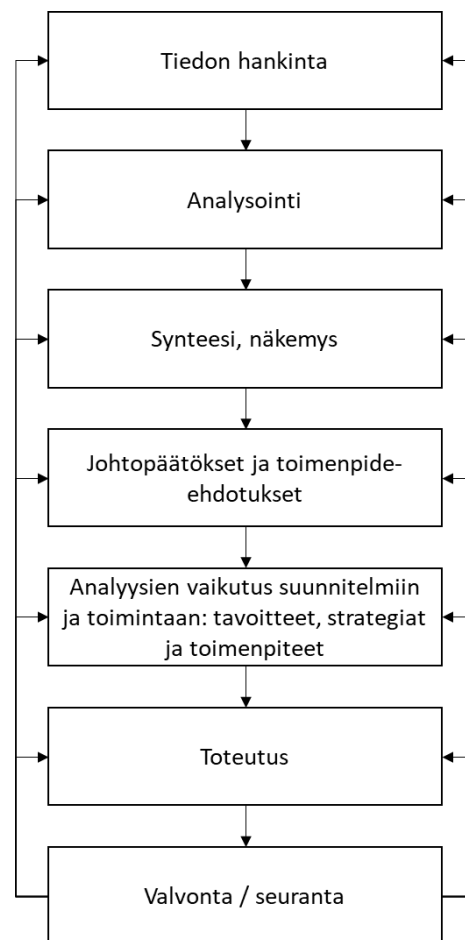 Tiedon hankinta
Analysointi
Synteesi, näkemys
Johtopäätökset ja toimenpide-
ehdotukset
Analyysien vaikutus suunnitelmiin
ja toimintaan: tavoitteet, strategiat
ja toimenpiteet
Toteutus
Valvonta / seuranta